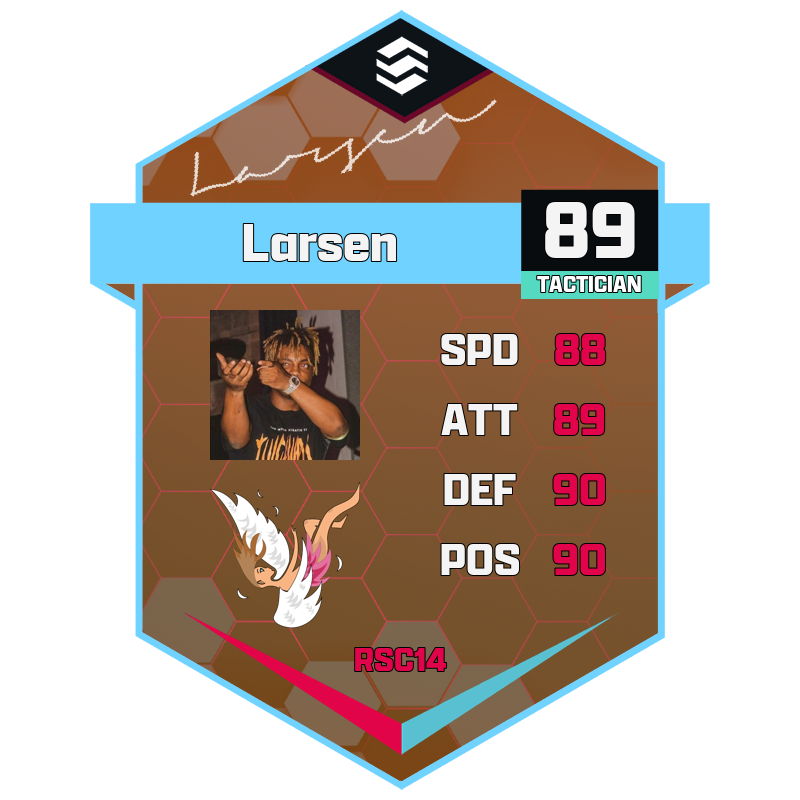 Larsen
Larsen
89
TACTICIAN
SPD 88
ATT 89
DEF 90
POS 90
RSC14